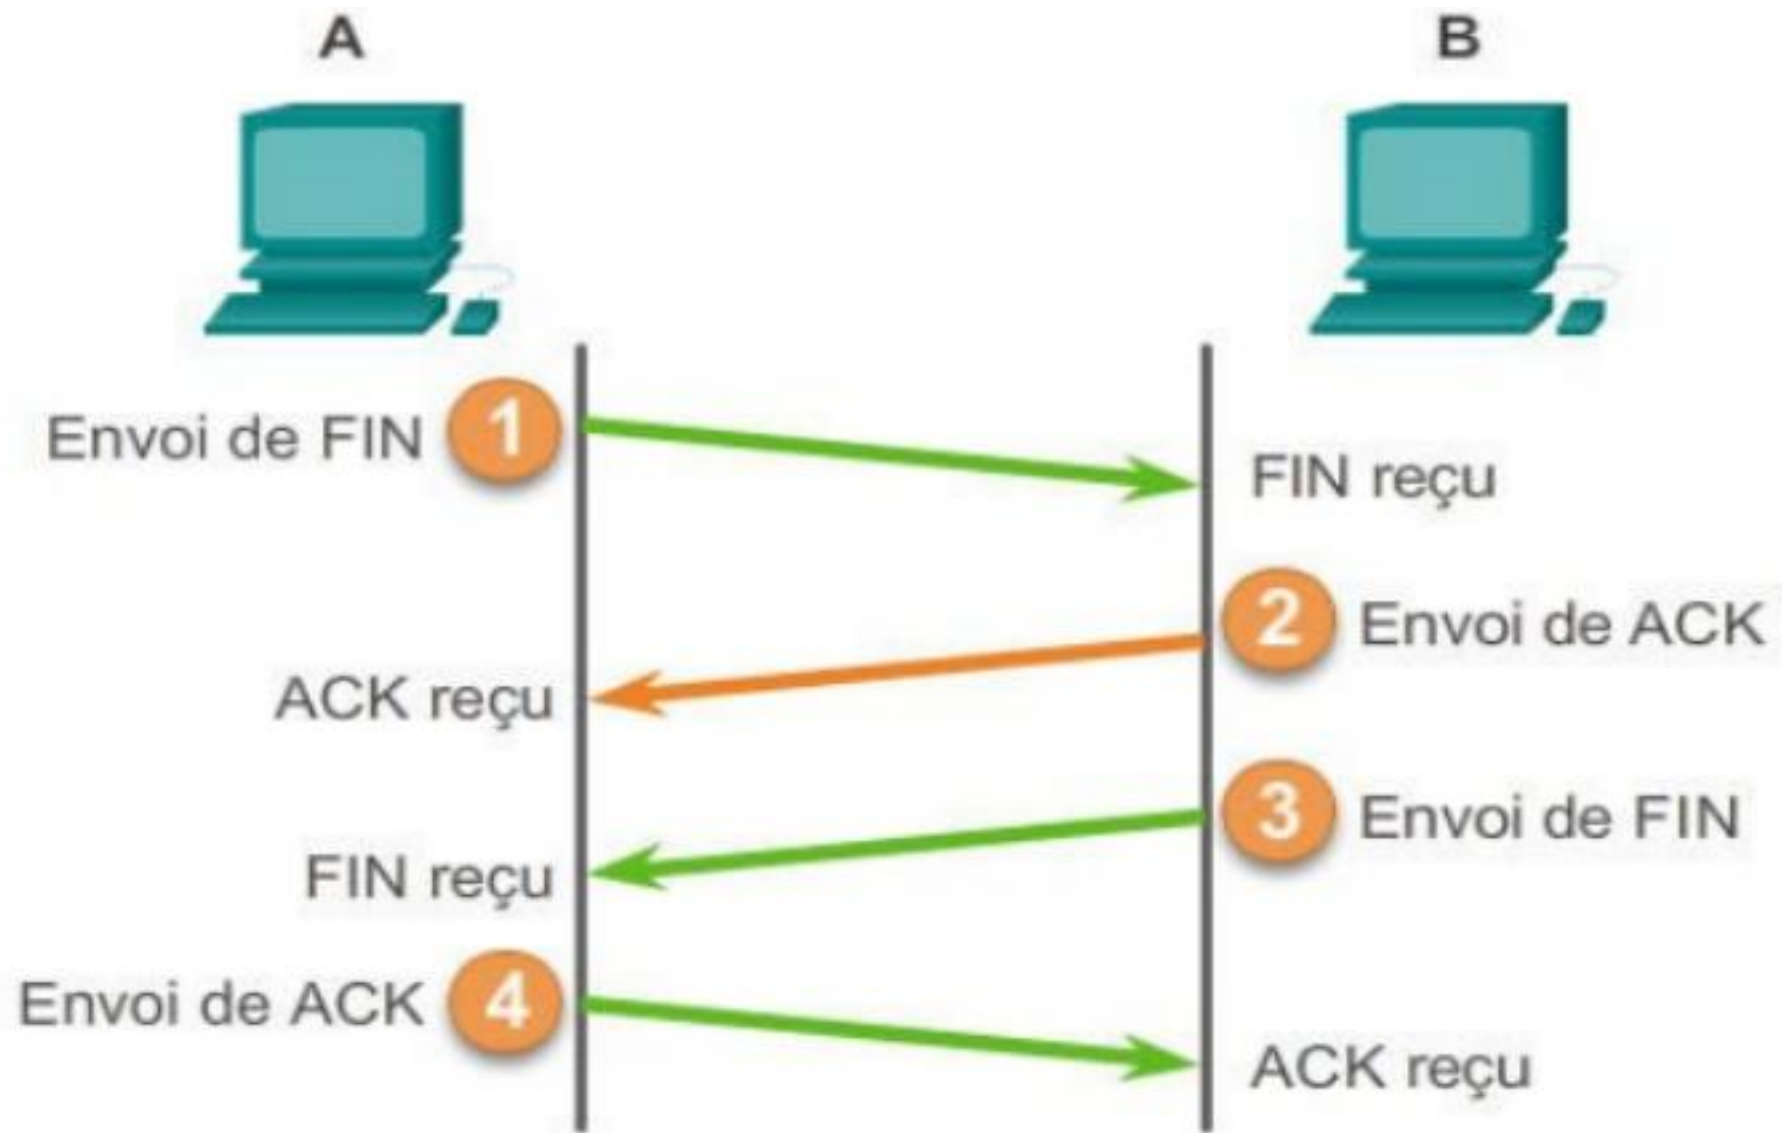 A
B
Envoi de FIN 1
FIN reçu
2 Envoi de ACK
ACK reçu
3 Envoi de FIN
FIN reçu
Envoi de ACK 4
ACK reçu